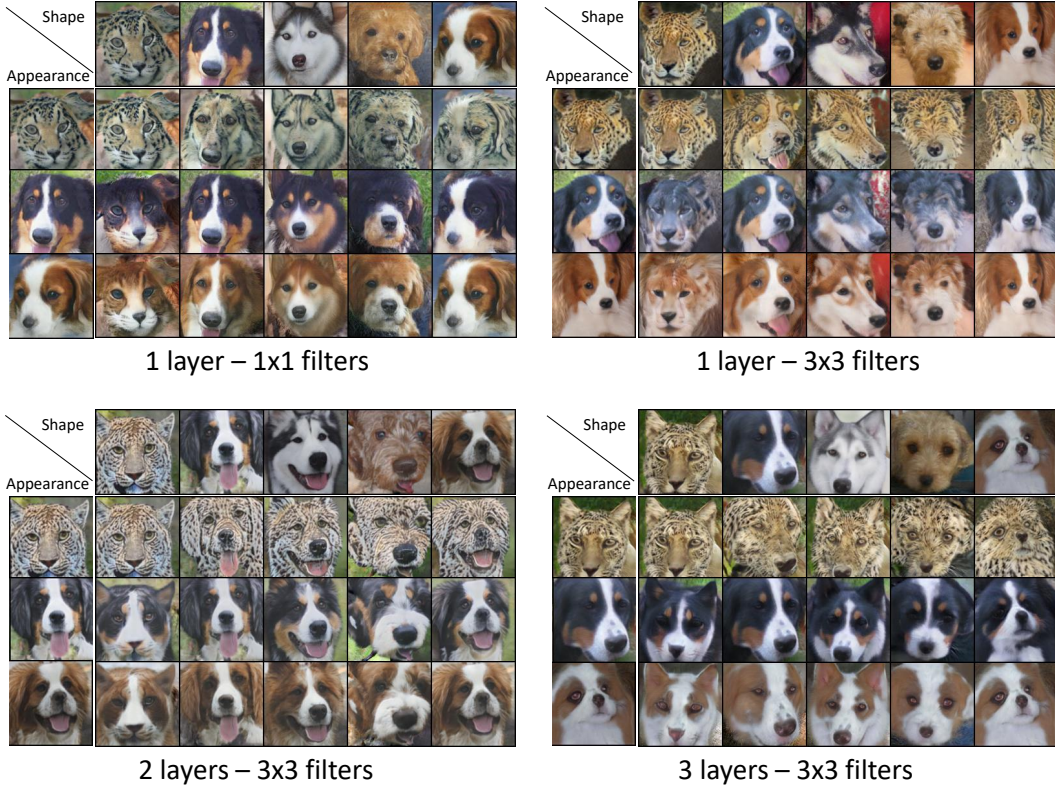 Shape
Appearance
Shape
Appearance
1 layer – 1x1 filters
1 layer – 3x3 filters
Shape
Appearance
Shape
Appearance
2 layers – 3x3 filters
3 layers – 3x3 filters